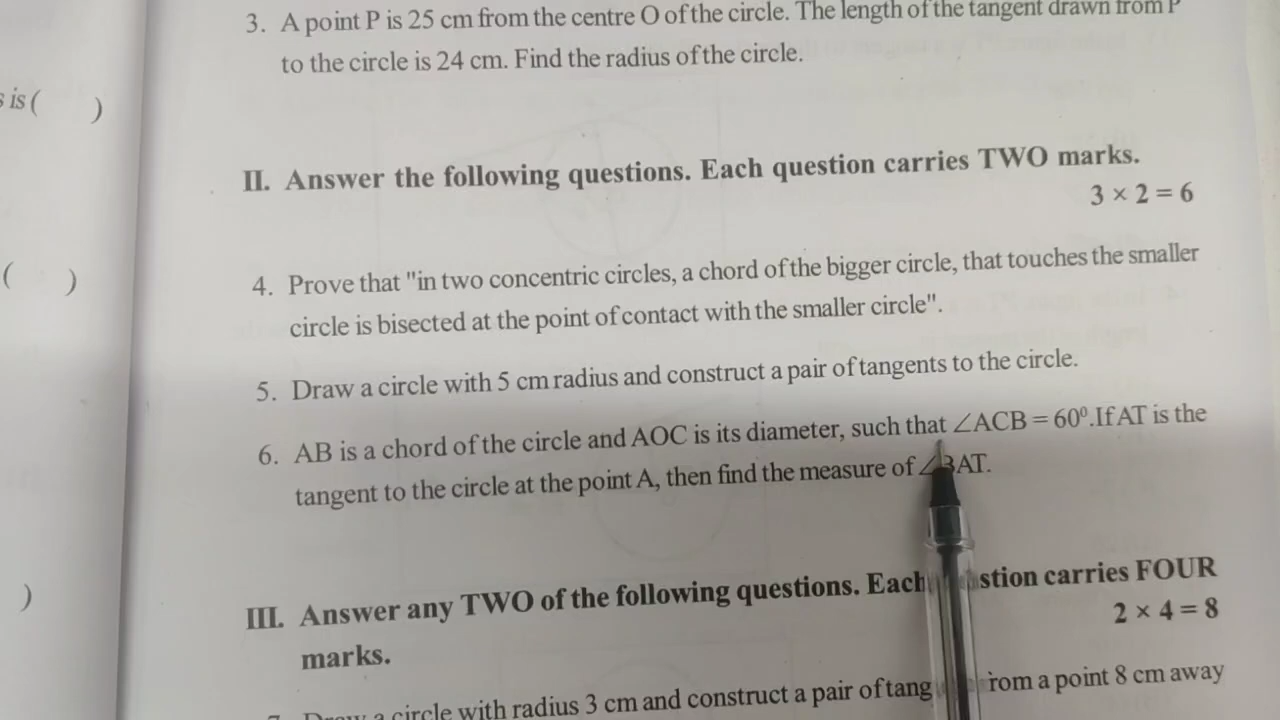 3. A point P is 25 cm from the centre O of the circle. The length of the tangent drawn from P
to the circle is 24 cm. Find the radius of the circle.
is ( )
II. Answer the following questions. Each question carries TWO marks.
3 × 2 = 6
( )
4. Prove that "in two concentric circles, a chord of the bigger circle, that touches the smaller
circle is bisected at the point of contact with the smaller circle".
5. Draw a circle with 5 cm radius and construct a pair of tangents to the circle.
6. AB is a chord of the circle and AOC is its diameter, such that ∠ACB = 60⁰.If AT is the
tangent to the circle at the point A, then find the measure of ∠BAT.
)
III. Answer any TWO of the following questions. Each question carries FOUR
marks.
2 × 4 = 8
Draw a circle with radius 3 cm and construct a pair of from a point 8 cm away